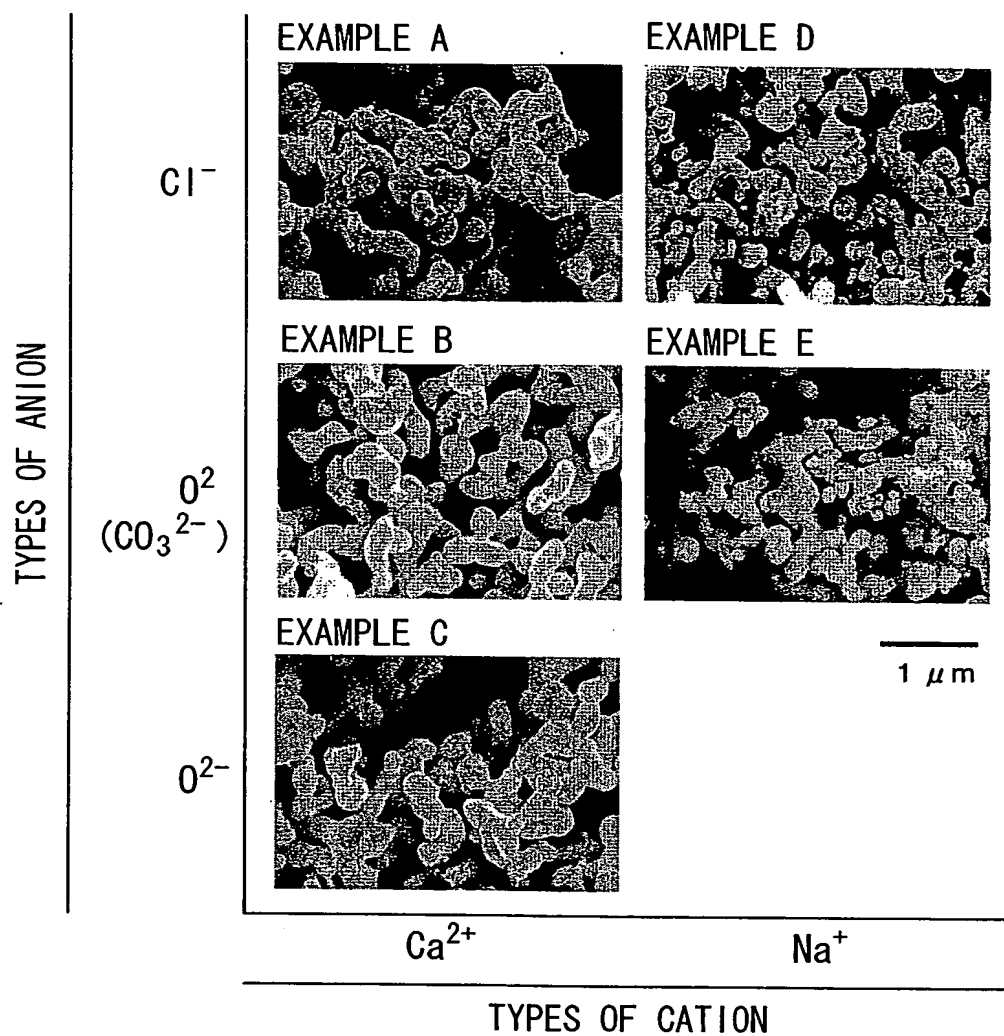 EXAMPLE A
EXAMPLE D
Cl⁻
EXAMPLE B
EXAMPLE E
TYPES OF ANION
O²
(CO₃²⁻)
EXAMPLE C
1 μm
O²⁻
Ca²⁺
Na⁺
TYPES OF CATION